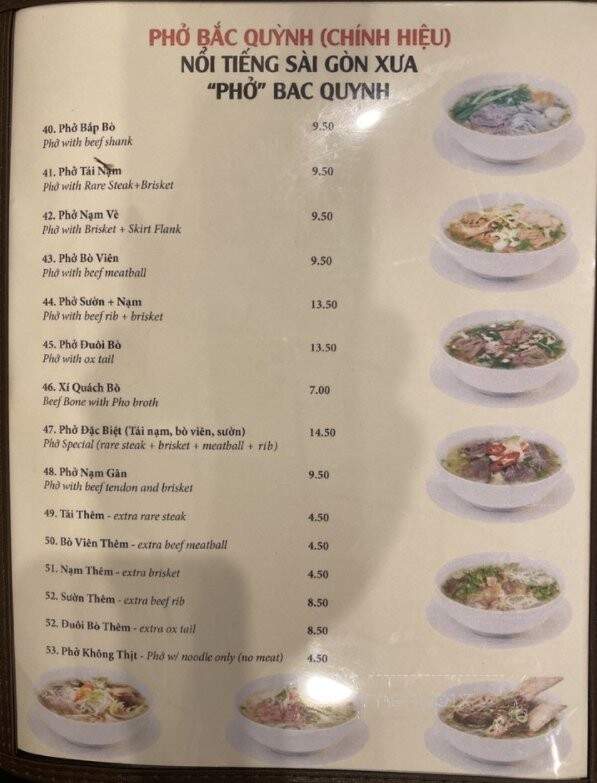 PHỞ BẮC QUỲNH (CHÍNH HIỆU)
NỔI TIẾNG SÀI GÒN XƯA
“PHỞ” BAC QUYNH
40. Phở Bắp Bò 9.50
Phở with beef shank
41. Phở Tái Nạm 9.50
Phở with Rare Steak+Brisket
42. Phở Nạm Vè 9.50
Phở with Brisket + Skirt Flank
43. Phở Bò Viên 9.50
Phở with beef meatball
44. Phở Sườn + Nạm 13.50
Phở with beef rib + brisket
45. Phở Đuôi Bò 13.50
Phở with ox tail
46. Xí Quách Bò 7.00
Beef Bone with Pho broth
47. Phở Đặc Biệt (Tái nạm, bò viên, sườn) 14.50
Phở Special (rare steak + brisket + meatball + rib)
48. Phở Nạm Gân 9.50
Phở with beef tendon and brisket
49. Tái Thêm - extra rare steak 4.50
50. Bò Viên Thêm - extra beef meatball 4.50
51. Nạm Thêm - extra brisket 4.50
52. Sườn Thêm - extra beef rib 8.50
52. Đuôi Bò Thêm - extra ox tail 8.50
53. Phở Không Thịt - Phở w/ noodle only (no meat) 4.50